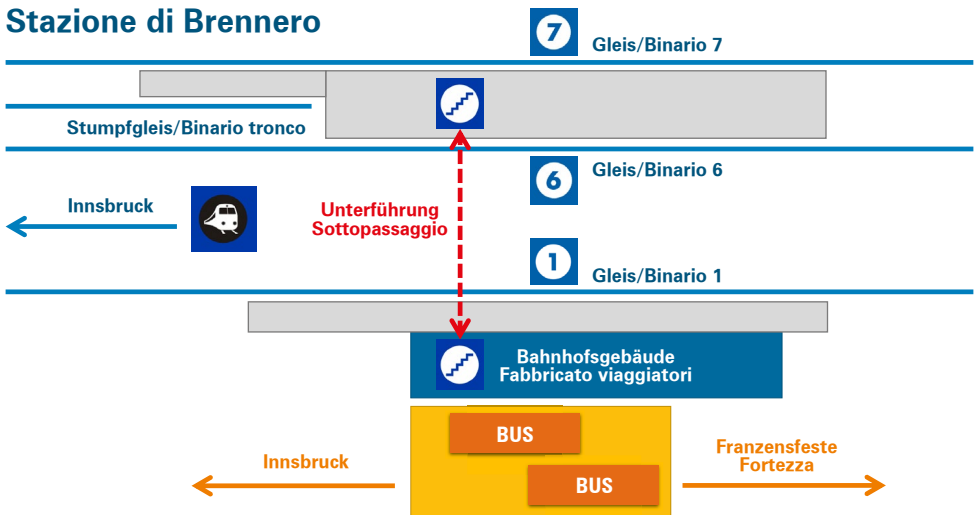 Stazione di Brennero
7
Gleis/Binario 7
Stumpfgleis/Binario tronco
6
Gleis/Binario 6
Innsbruck
Unterführung
Sottopassaggio
1
Gleis/Binario 1
Bahnhofsgebäude
Fabbricato viaggiatori
BUS
Innsbruck
Franzensfeste
Fortezza
BUS